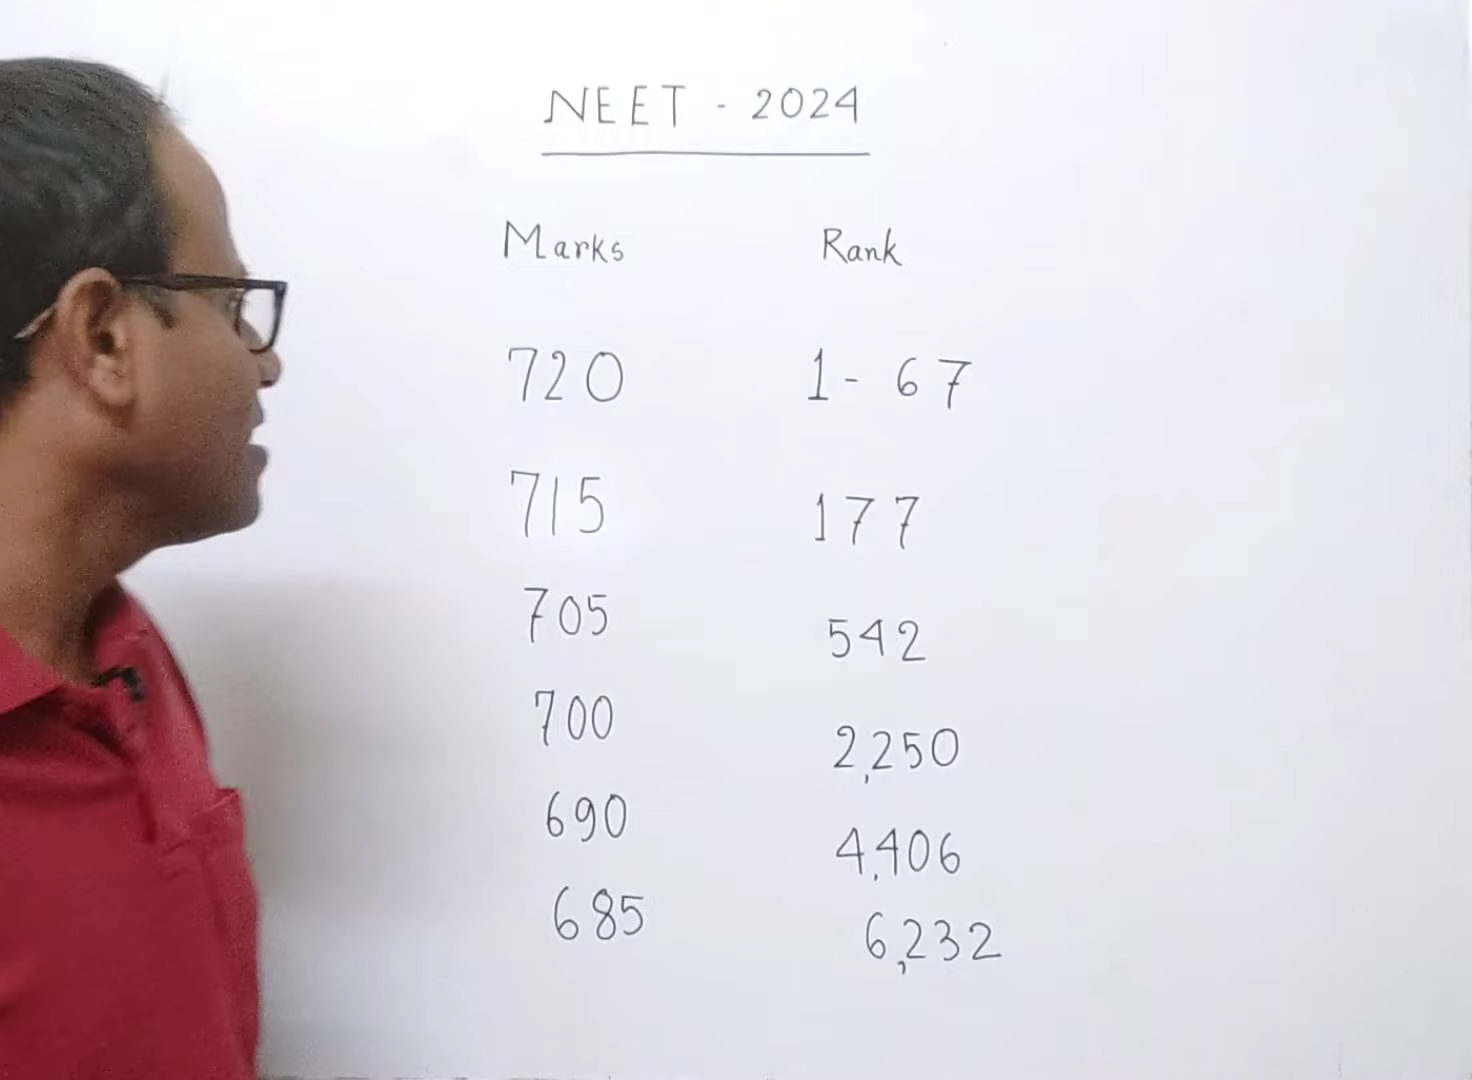 NEET - 2024
Marks Rank
720 1- 67
715 177
705 542
700 2,250
690 4,406
685 6,232